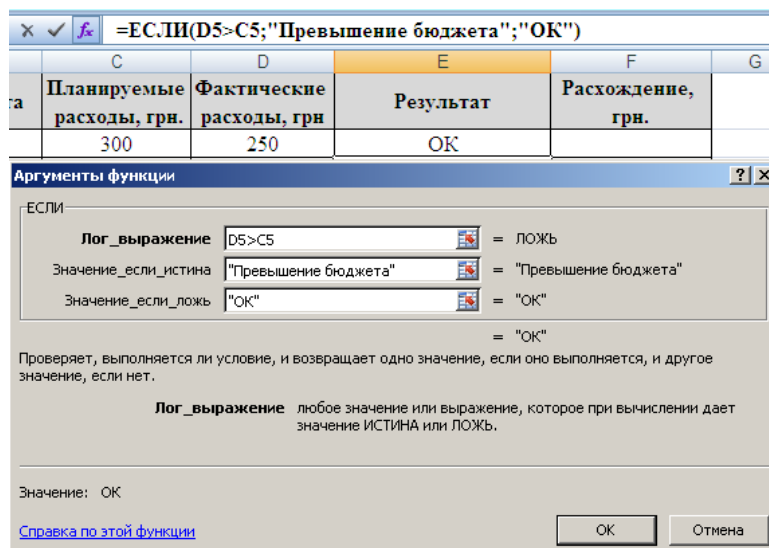 =ЕСЛИ(D5>C5;"Превышение бюджета";"ОК")
C D E F G
та Планируемые расходы, грн. Фактические расходы, грн Результат Расхождение, грн.
300 250 ОК
Аргументы функции
ЕСЛИ
Лог_выражение D5>C5 = ЛОЖЬ
Значение_если_истина "Превышение бюджета" = "Превышение бюджета"
Значение_если_ложь "ОК" = "ОК"
= "ОК"
Проверяет, выполняется ли условие, и возвращает одно значение, если оно выполняется, и другое
значение, если нет.
Лог_выражение любое значение или выражение, которое при вычислении дает
значение ИСТИНА или ЛОЖЬ.
Значение: ОК
Справка по этой функции ОК Отмена